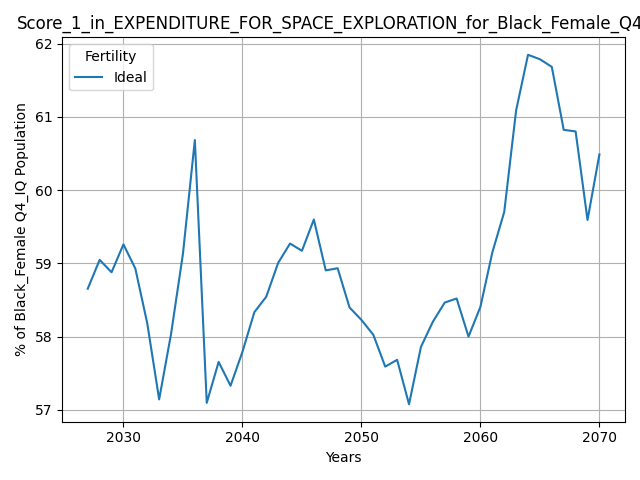 Score_1_in_EXPENDITURE_FOR_SPACE_EXPLORATION_for_Black_Female_Q4
Fertility
Ideal
% of Black_Female Q4_IQ Population
62
61
60
59
58
57
2030 2040 2050 2060 2070
Years